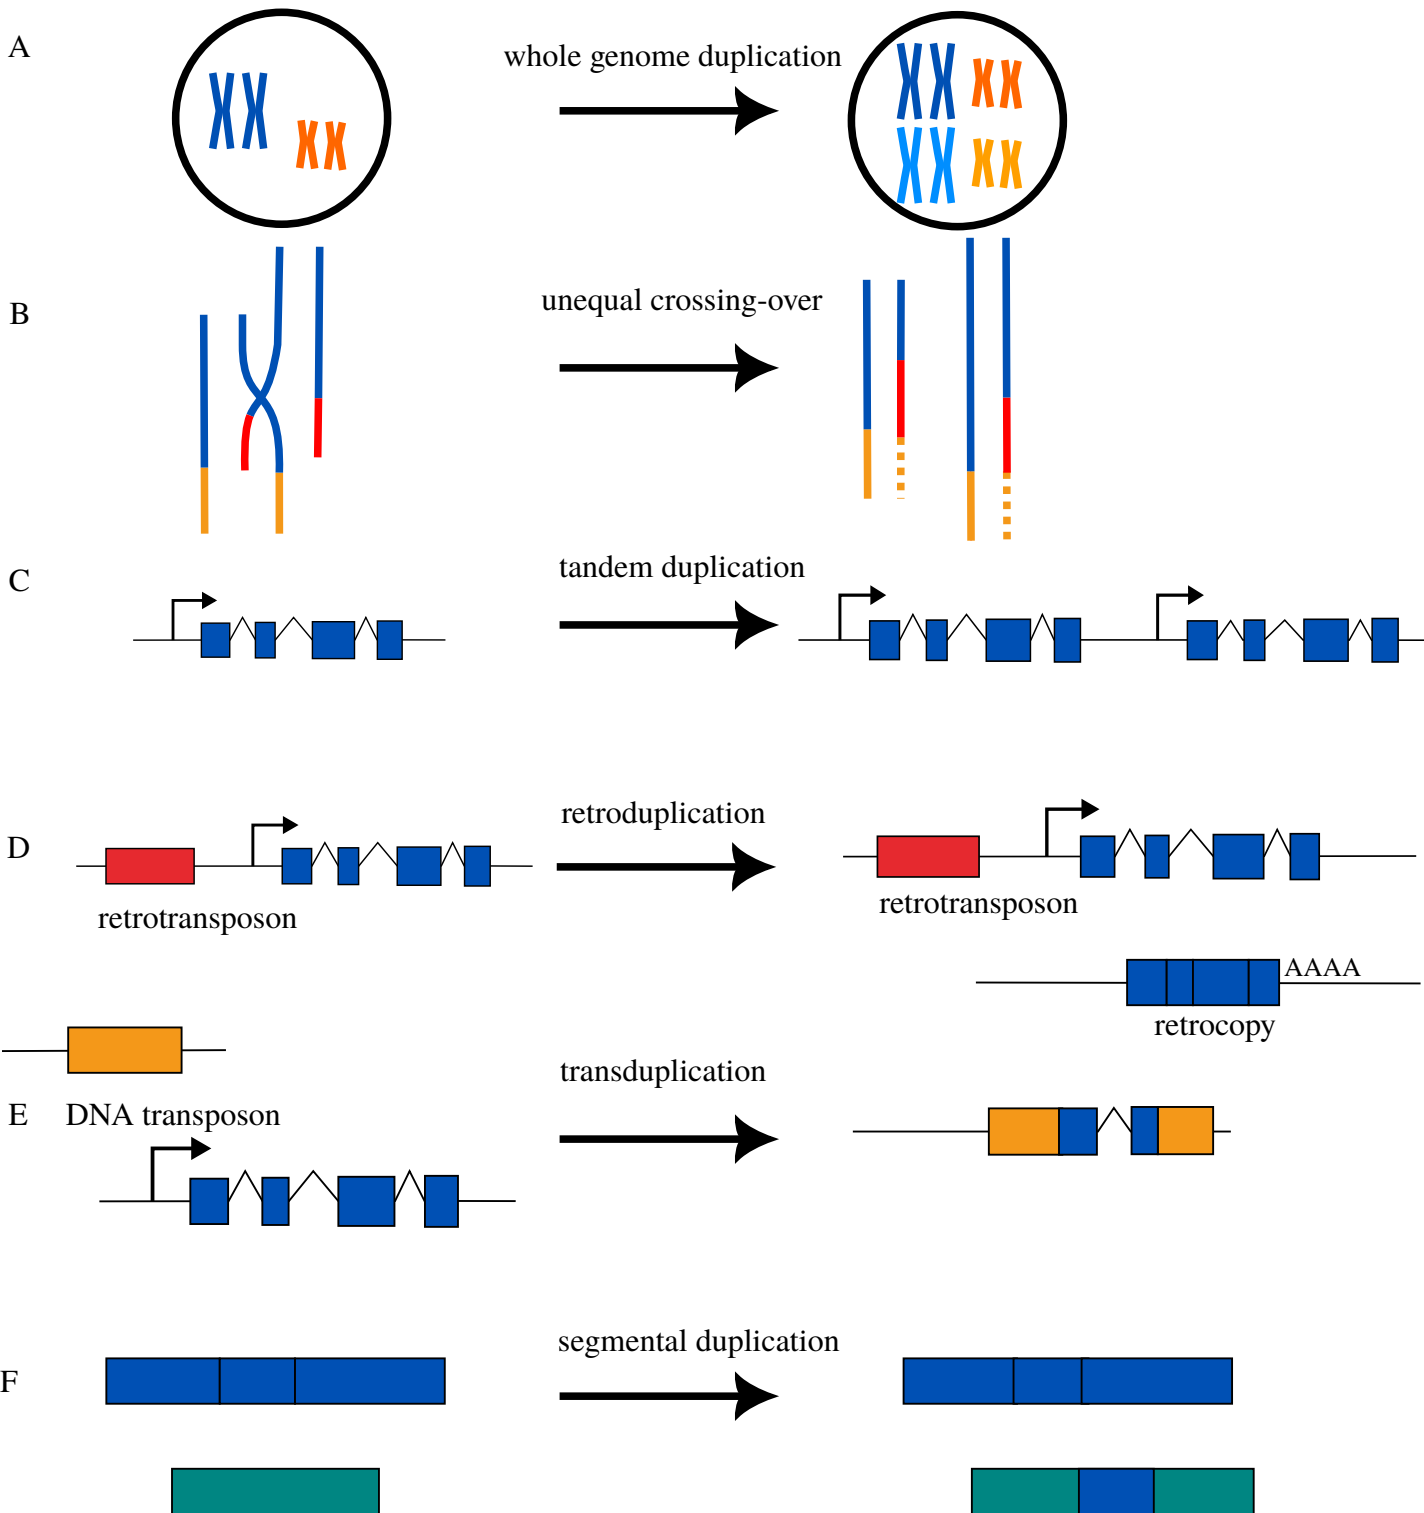 A
whole genome duplication
B
unequal crossing-over
C
tandem duplication
D
retroduplication
retrotransposon
retrotransposon
AAAA
retrocopy
transduplication
E
DNA transposon
segmental duplication
F